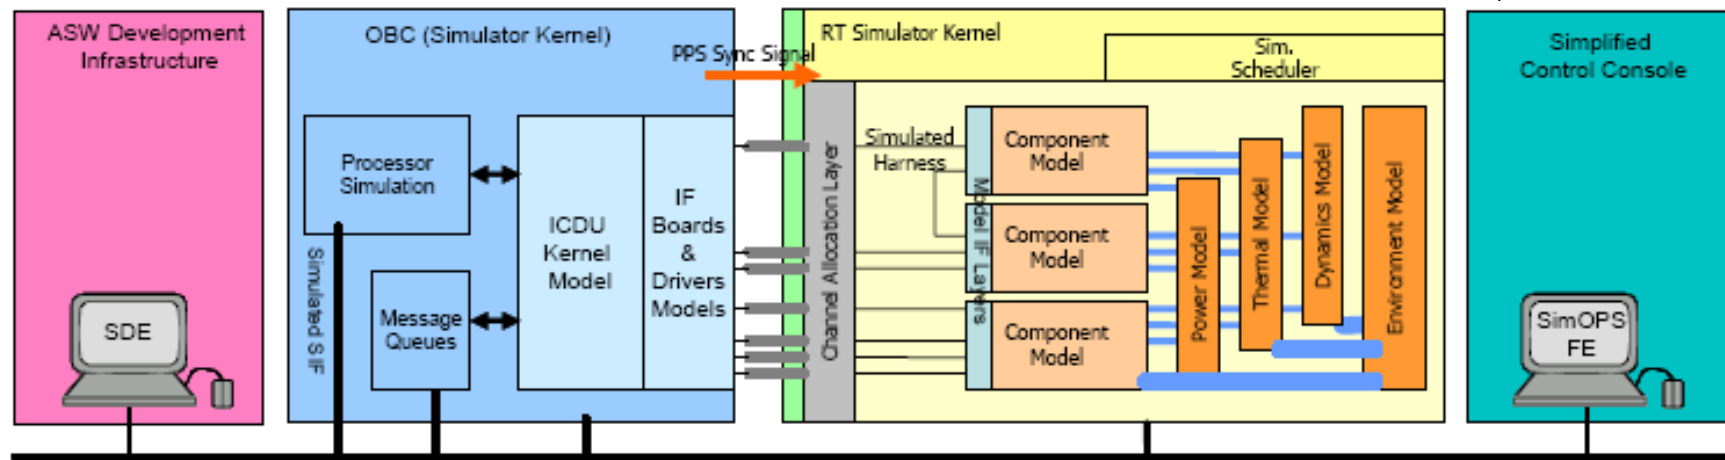 ASW Development
Infrastructure
SDE
OBC (Simulator Kernel)
PPS Sync Signal
Processor
Simulation
Simulated S IF
Message
Queues
ICDU
Kernel
Model
IF
Boards
&
Drivers
Models
RT Simulator Kernel
Sim.
Scheduler
Channel Allocation Layer
Simulated
Harness
Model IF Layers
Component
Model
Component
Model
Component
Model
Power Model
Thermal Model
Dynamics Model
Environment Model
Simplified
Control Console
SimOPS
FE